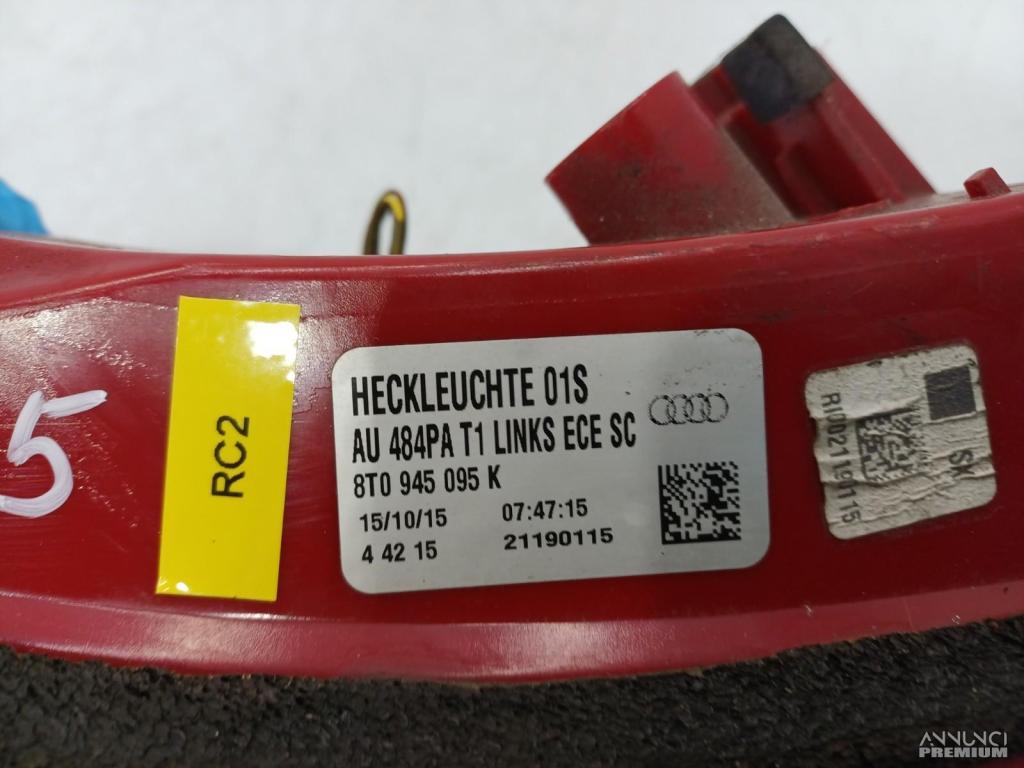 5
RC2
HECKLEUCHTE 01S
AU 484PA T1 LINKS ECE SC
8T0 945 095 K
15/10/15 07:47:15
4 42 15 21190115
SK
ANNUNCI
PREMIUM